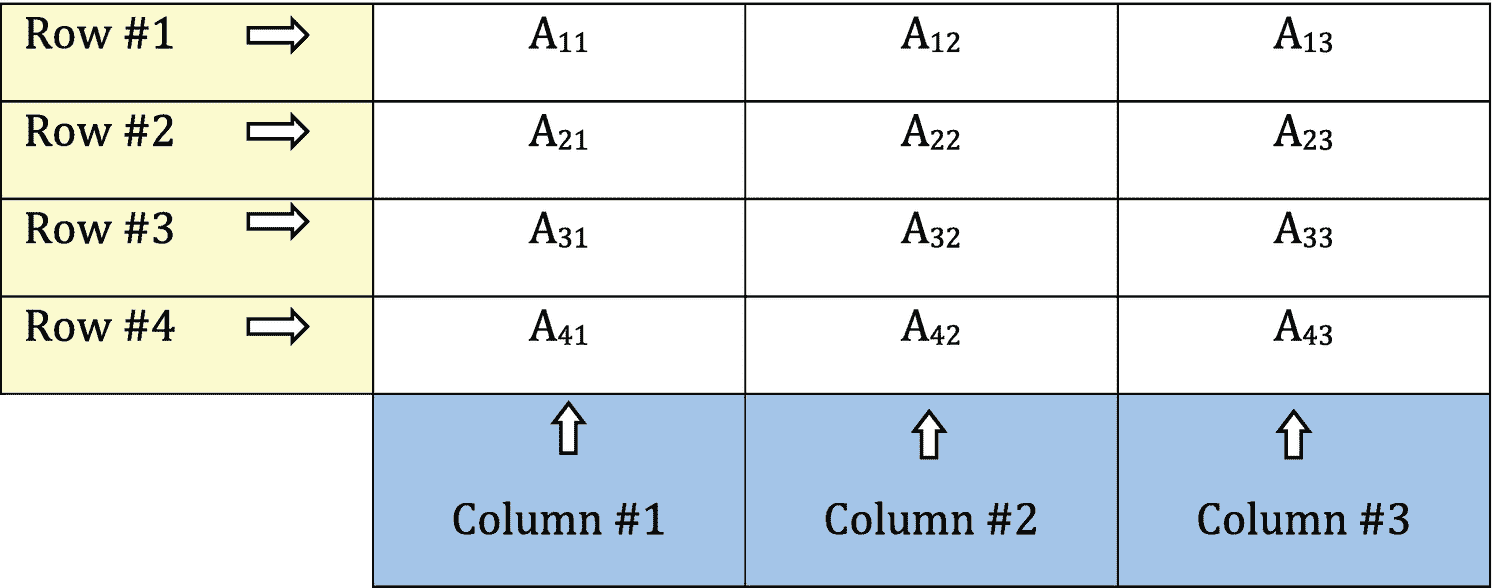 Row #1 ⇨ A₁₁ A₁₂ A₁₃
Row #2 ⇨ A₂₁ A₂₂ A₂₃
Row #3 ⇨ A₃₁ A₃₂ A₃₃
Row #4 ⇨ A₄₁ A₄₂ A₄₃
⇧ ⇧ ⇧
Column #1 Column #2 Column #3